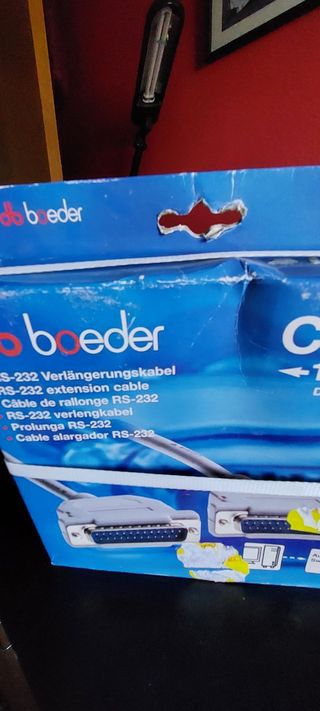 boeder
boeder
RS-232 Verlängerungskabel
RS-232 extension cable
Câble de rallonge RS-232
RS-232 verlengkabel
Prolunga RS-232
Cable alargador RS-232
C